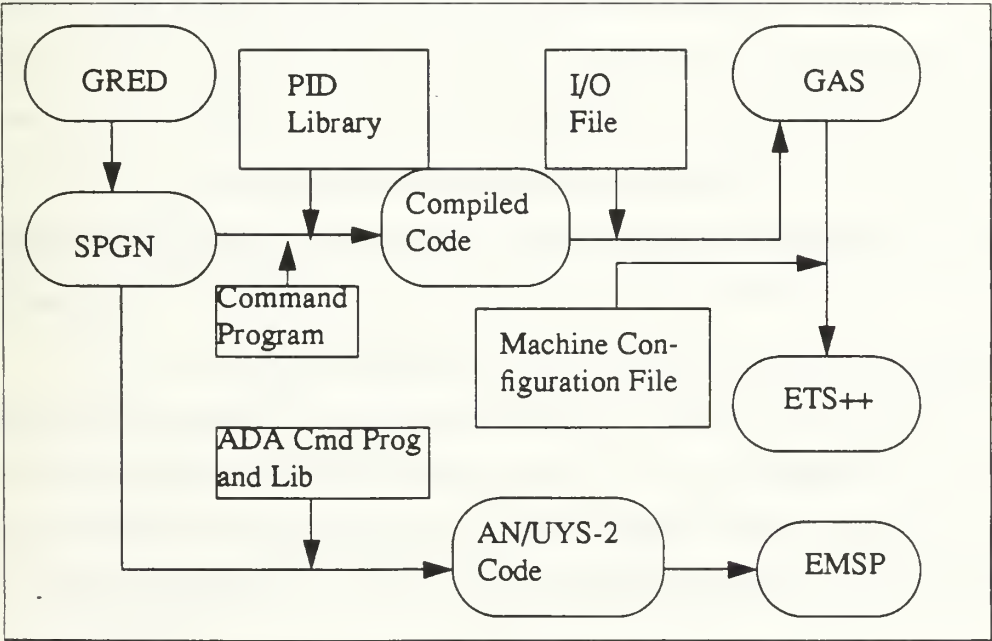 GRED
PID
Library
I/O
File
GAS
SPGN
Compiled
Code
Command
Program
Machine Con-
figuration File
ETS++
ADA Cmd Prog
and Lib
AN/UYS-2
Code
EMSP